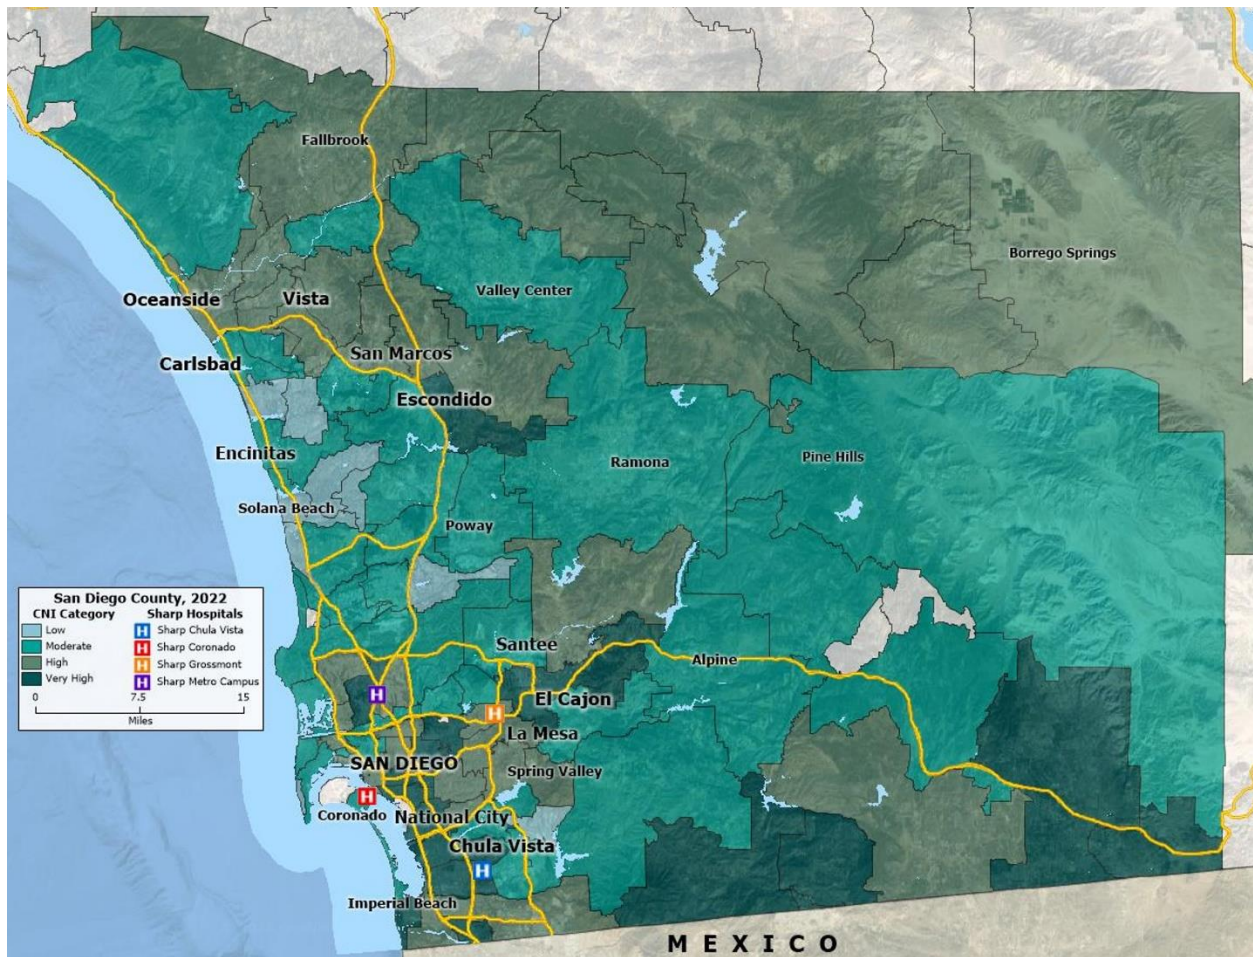 Fallbrook
Borrego Springs
Valley Center
Oceanside
Vista
San Marcos
Carlsbad
Escondido
Encinitas
Ramona
Pine Hills
Solana Beach
Poway
San Diego County, 2022
CNI Category Sharp Hospitals
Low H Sharp Chula Vista
Moderate H Sharp Coronado
High H Sharp Grossmont
Very High H Sharp Metro Campus
0 7.5 15
Miles
Santee
Alpine
H
El Cajon
H
La Mesa
SAN DIEGO
Spring Valley
H
Coronado
National City
Chula Vista
H
Imperial Beach
MEXICO